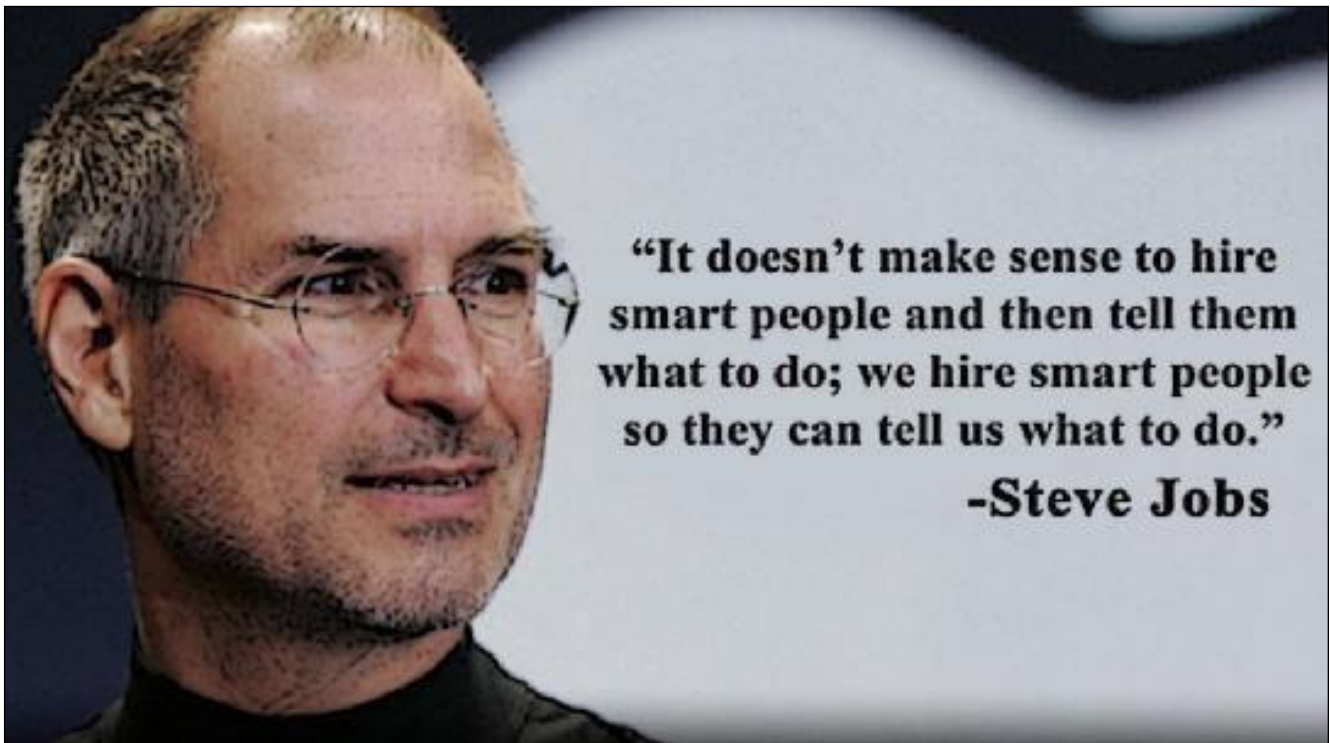 “It doesn’t make sense to hire
smart people and then tell them
what to do; we hire smart people
so they can tell us what to do.”
-Steve Jobs